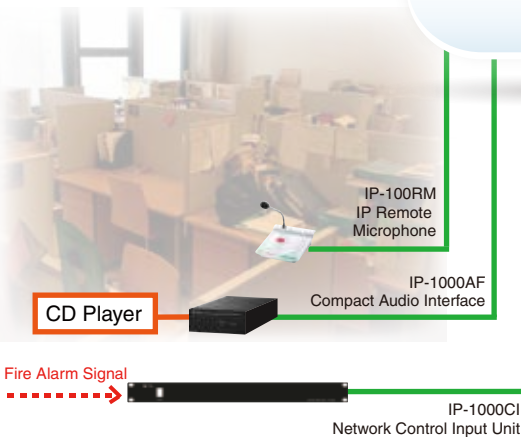 IP-100RM
IP Remote
Microphone
IP-1000AF
Compact Audio Interface
CD Player
Fire Alarm Signal
IP-1000CI
Network Control Input Unit